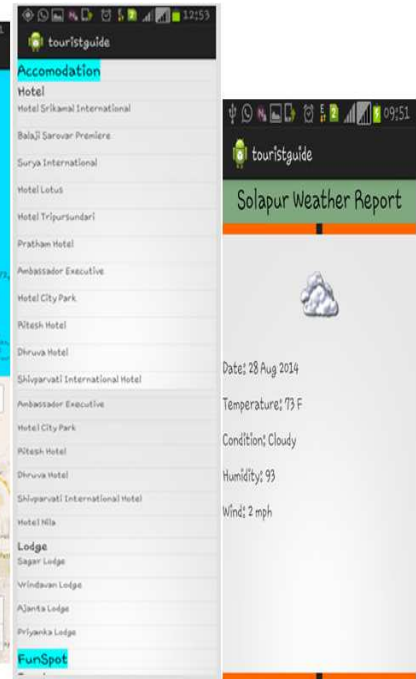 12:53
touristguide
Accomodation
Hotel
Hotel Srikamal International
Balaji Sarovar Premiere
Surya International
Hotel Lotus
Hotel Tripursundari
Pratham Hotel
Ambassador Executive
Hotel City Park
Ritesh Hotel
Dhruva Hotel
Shivparvati International Hotel
Ambassador Executive
Hotel City Park
Ritesh Hotel
Dhruva Hotel
Shivparvati International Hotel
Hotel Nila
Lodge
Sagar Lodge
Vrindavan Lodge
Ajanta Lodge
Priyanka Lodge
FunSpot
09:51
touristguide
Solapur Weather Report
Date: 28 Aug 2014
Temperature: 73 F
Condition: Cloudy
Humidity: 93
Wind: 2 mph